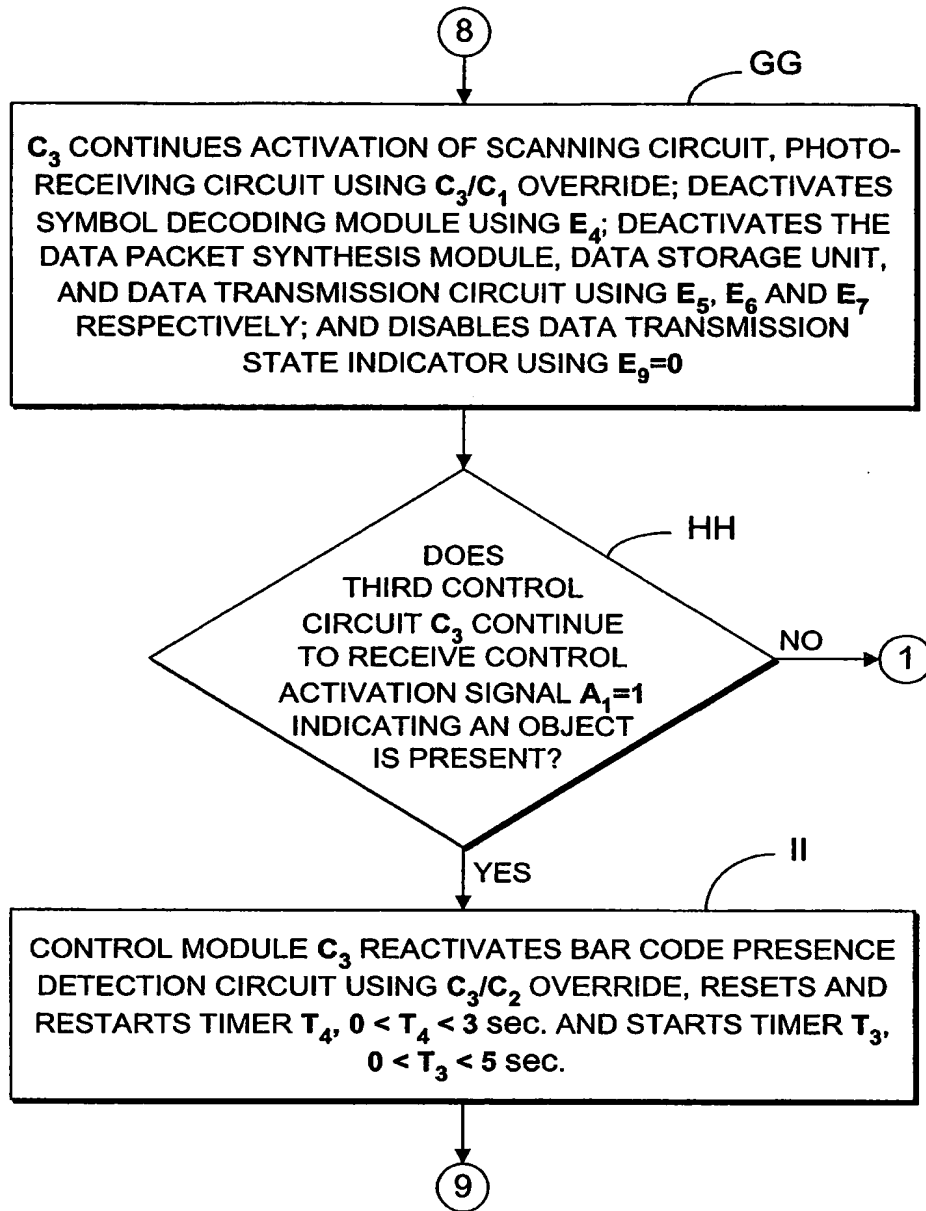 8
GG
C3 CONTINUES ACTIVATION OF SCANNING CIRCUIT, PHOTO-
RECEIVING CIRCUIT USING C3/C1 OVERRIDE; DEACTIVATES
SYMBOL DECODING MODULE USING E4; DEACTIVATES THE
DATA PACKET SYNTHESIS MODULE, DATA STORAGE UNIT,
AND DATA TRANSMISSION CIRCUIT USING E5, E6 AND E7
RESPECTIVELY; AND DISABLES DATA TRANSMISSION
STATE INDICATOR USING E9=0
HH
DOES
THIRD CONTROL
CIRCUIT C3 CONTINUE
TO RECEIVE CONTROL
ACTIVATION SIGNAL A1=1
INDICATING AN OBJECT
IS PRESENT?
NO
1
YES
II
CONTROL MODULE C3 REACTIVATES BAR CODE PRESENCE
DETECTION CIRCUIT USING C3/C2 OVERRIDE, RESETS AND
RESTARTS TIMER T4, 0 < T4 < 3 sec. AND STARTS TIMER T3,
0 < T3 < 5 sec.
9